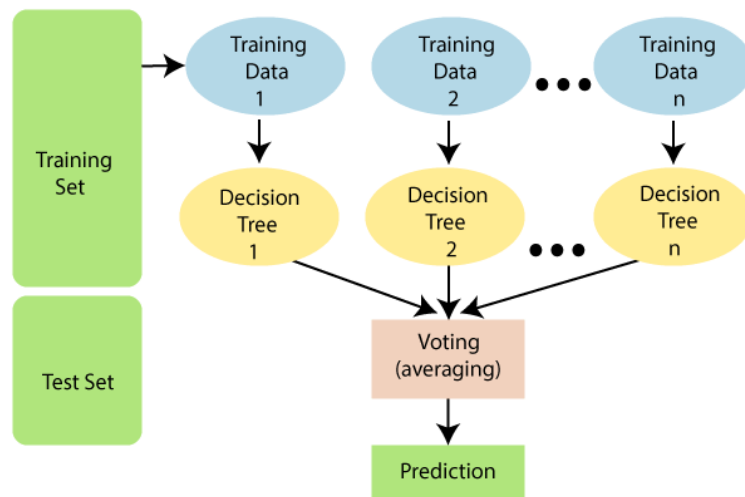 Training
Set
Training
Data
1
Training
Data
2
Training
Data
n
Decision
Tree
1
Decision
Tree
2
Decision
Tree
n
Test Set
Voting
(averaging)
Prediction